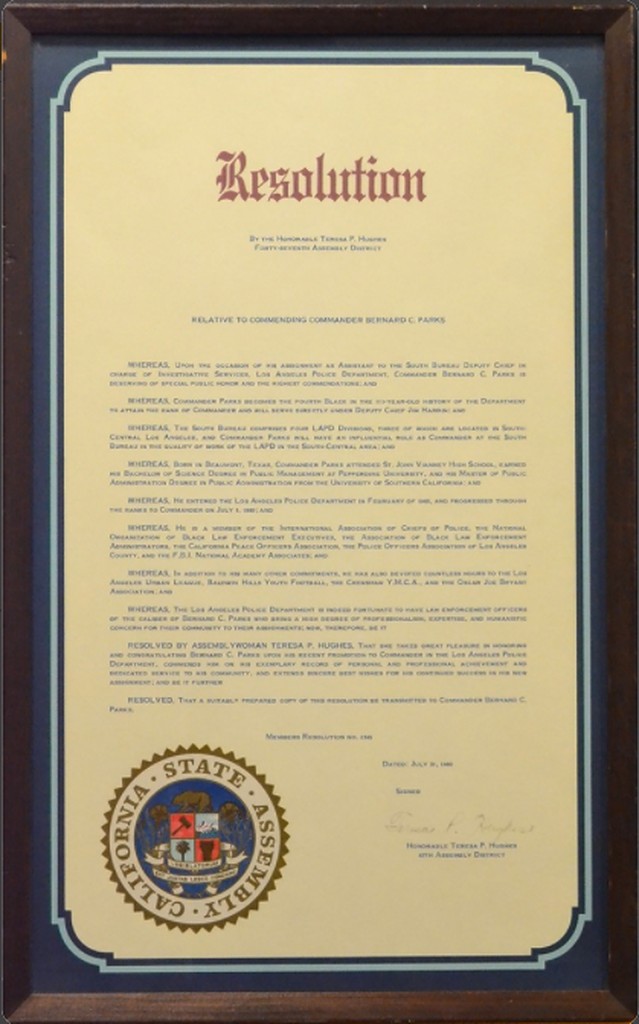 Resolution
BY THE HONORABLE TERESA P. HUGHES
FORTY-SEVENTH ASSEMBLY DISTRICT
RELATIVE TO COMMENDING COMMANDER BERNARD C. PARKS
WHEREAS, UPON THE OCCASION OF HIS ASSIGNMENT AS ASSISTANT TO THE SOUTH BUREAU DEPUTY CHIEF IN
CHARGE OF INVESTIGATIVE SERVICES, LOS ANGELES POLICE DEPARTMENT, COMMANDER BERNARD C. PARKS IS
DESERVING OF SPECIAL PUBLIC HONOR AND THE HIGHEST COMMENDATIONS; AND
WHEREAS, COMMANDER PARKS BECOMES THE FOURTH BLACK IN THE HISTORY OF THE DEPARTMENT
TO ATTAIN THE RANK OF COMMANDER AND WILL SERVE DIRECTLY UNDER DEPUTY CHIEF JIM HARDIN; AND
WHEREAS, THE SOUTH BUREAU COMPRISES FOUR LAPD DIVISIONS, THREE OF WHICH ARE LOCATED IN SOUTH-
CENTRAL LOS ANGELES, AND COMMANDER PARKS WILL HAVE AN INFLUENTIAL ROLE AS COMMANDER AT THE SOUTH
BUREAU IN THE QUALITY OF WORK OF THE LAPD IN THE SOUTH-CENTRAL AREA; AND
WHEREAS, BORN IN BEAUMONT, TEXAS, COMMANDER PARKS ATTENDED ST. JOHN VIANNEY HIGH SCHOOL, EARNED
HIS BACHELOR OF SCIENCE DEGREE IN PUBLIC MANAGEMENT AT PEPPERDINE UNIVERSITY, AND HIS MASTER OF PUBLIC
ADMINISTRATION DEGREE IN PUBLIC ADMINISTRATION FROM THE UNIVERSITY OF SOUTHERN CALIFORNIA; AND
WHEREAS, HE ENTERED THE LOS ANGELES POLICE DEPARTMENT IN FEBRUARY OF AND PROGRESSED THROUGH
THE RANKS TO COMMANDER ON JULY AND
WHEREAS, HE IS A MEMBER OF THE INTERNATIONAL ASSOCIATION OF CHIEFS OF POLICE, THE NATIONAL
ORGANIZATION OF BLACK LAW ENFORCEMENT EXECUTIVES, THE ASSOCIATION OF BLACK LAW ENFORCEMENT
ADMINISTRATORS, THE CALIFORNIA PEACE OFFICERS ASSOCIATION, THE POLICE OFFICERS ASSOCIATION OF LOS ANGELES
COUNTY, AND THE F.B.I. NATIONAL ACADEMY ASSOCIATES; AND
WHEREAS, IN ADDITION TO HIS MANY OTHER COMMITMENTS, HE HAS ALSO DEVOTED COUNTLESS HOURS TO THE LOS
ANGELES URBAN LEAGUE, BALDWIN HILLS YOUTH FOOTBALL, THE CRENSHAW Y.M.C.A., AND THE OSCAR JOE BRYANT
ASSOCIATION; AND
WHEREAS, THE LOS ANGELES POLICE DEPARTMENT IS INDEED FORTUNATE TO HAVE LAW ENFORCEMENT OFFICERS
OF THE CALIBER OF BERNARD C. PARKS WHO BRING A HIGH DEGREE OF PROFESSIONALISM, EXPERTISE, AND HUMANISTIC
CONCERN FOR THEIR COMMUNITY TO THEIR ASSIGNMENTS; NOW, THEREFORE, BE IT
RESOLVED BY ASSEMBLYWOMAN TERESA P. HUGHES, THAT SHE TAKES GREAT PLEASURE IN HONORING
AND CONGRATULATING BERNARD C. PARKS UPON HIS RECENT PROMOTION TO COMMANDER IN THE LOS ANGELES POLICE
DEPARTMENT, COMMENDS HIM ON HIS EXEMPLARY RECORD OF PERSONAL AND PROFESSIONAL ACHIEVEMENT AND
DEDICATED SERVICE TO HIS COMMUNITY, AND EXTENDS SINCERE BEST WISHES FOR HIS CONTINUED SUCCESS IN HIS NEW
ASSIGNMENT; AND BE IT FURTHER
RESOLVED, THAT A SUITABLY PREPARED COPY OF THIS RESOLUTION BE TRANSMITTED TO COMMANDER BERNARD C.
PARKS.
MEMBERS RESOLUTION NO.
DATED: JULY
SIGNED
Teresa P. Hughes
HONORABLE TERESA P. HUGHES
47TH ASSEMBLY DISTRICT
CALIFORNIA · STATE · ASSEMBLY